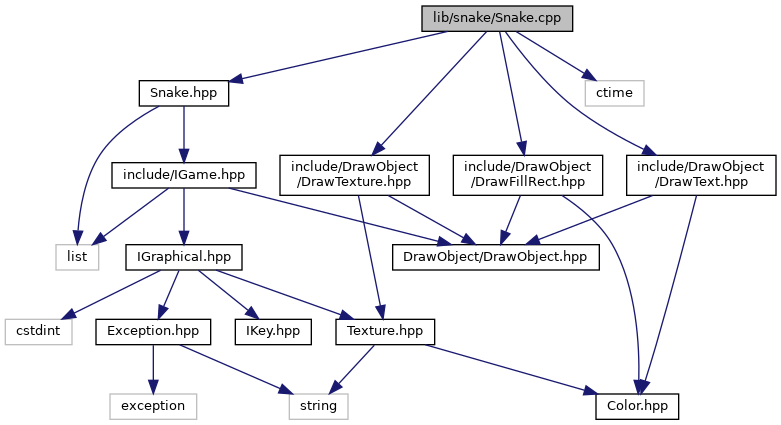 lib/snake/Snake.cpp
Snake.hpp
ctime
include/IGame.hpp
include/DrawObject
/DrawTexture.hpp
include/DrawObject
/DrawFillRect.hpp
include/DrawObject
/DrawText.hpp
list
IGraphical.hpp
DrawObject/DrawObject.hpp
cstdint
Exception.hpp
IKey.hpp
Texture.hpp
exception
string
Color.hpp